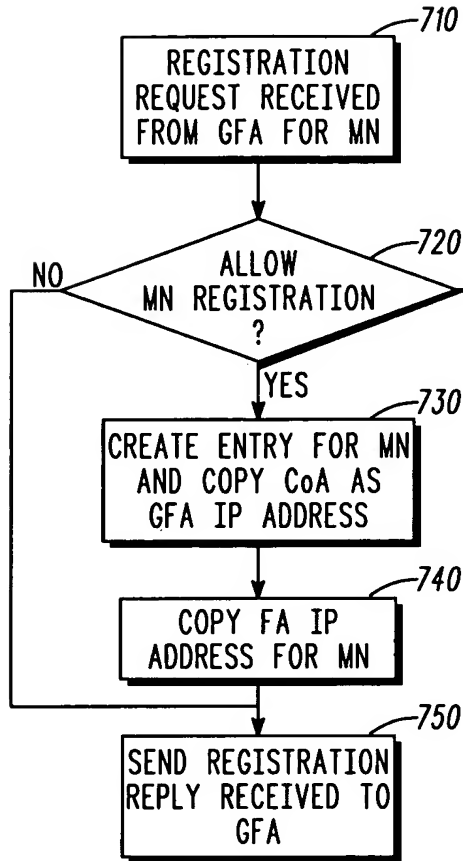 710
REGISTRATION
REQUEST RECEIVED
FROM GFA FOR MN
720
NO
ALLOW
MN REGISTRATION
?
YES
730
CREATE ENTRY FOR MN
AND COPY CoA AS
GFA IP ADDRESS
740
COPY FA IP
ADDRESS FOR MN
750
SEND REGISTRATION
REPLY RECEIVED TO
GFA